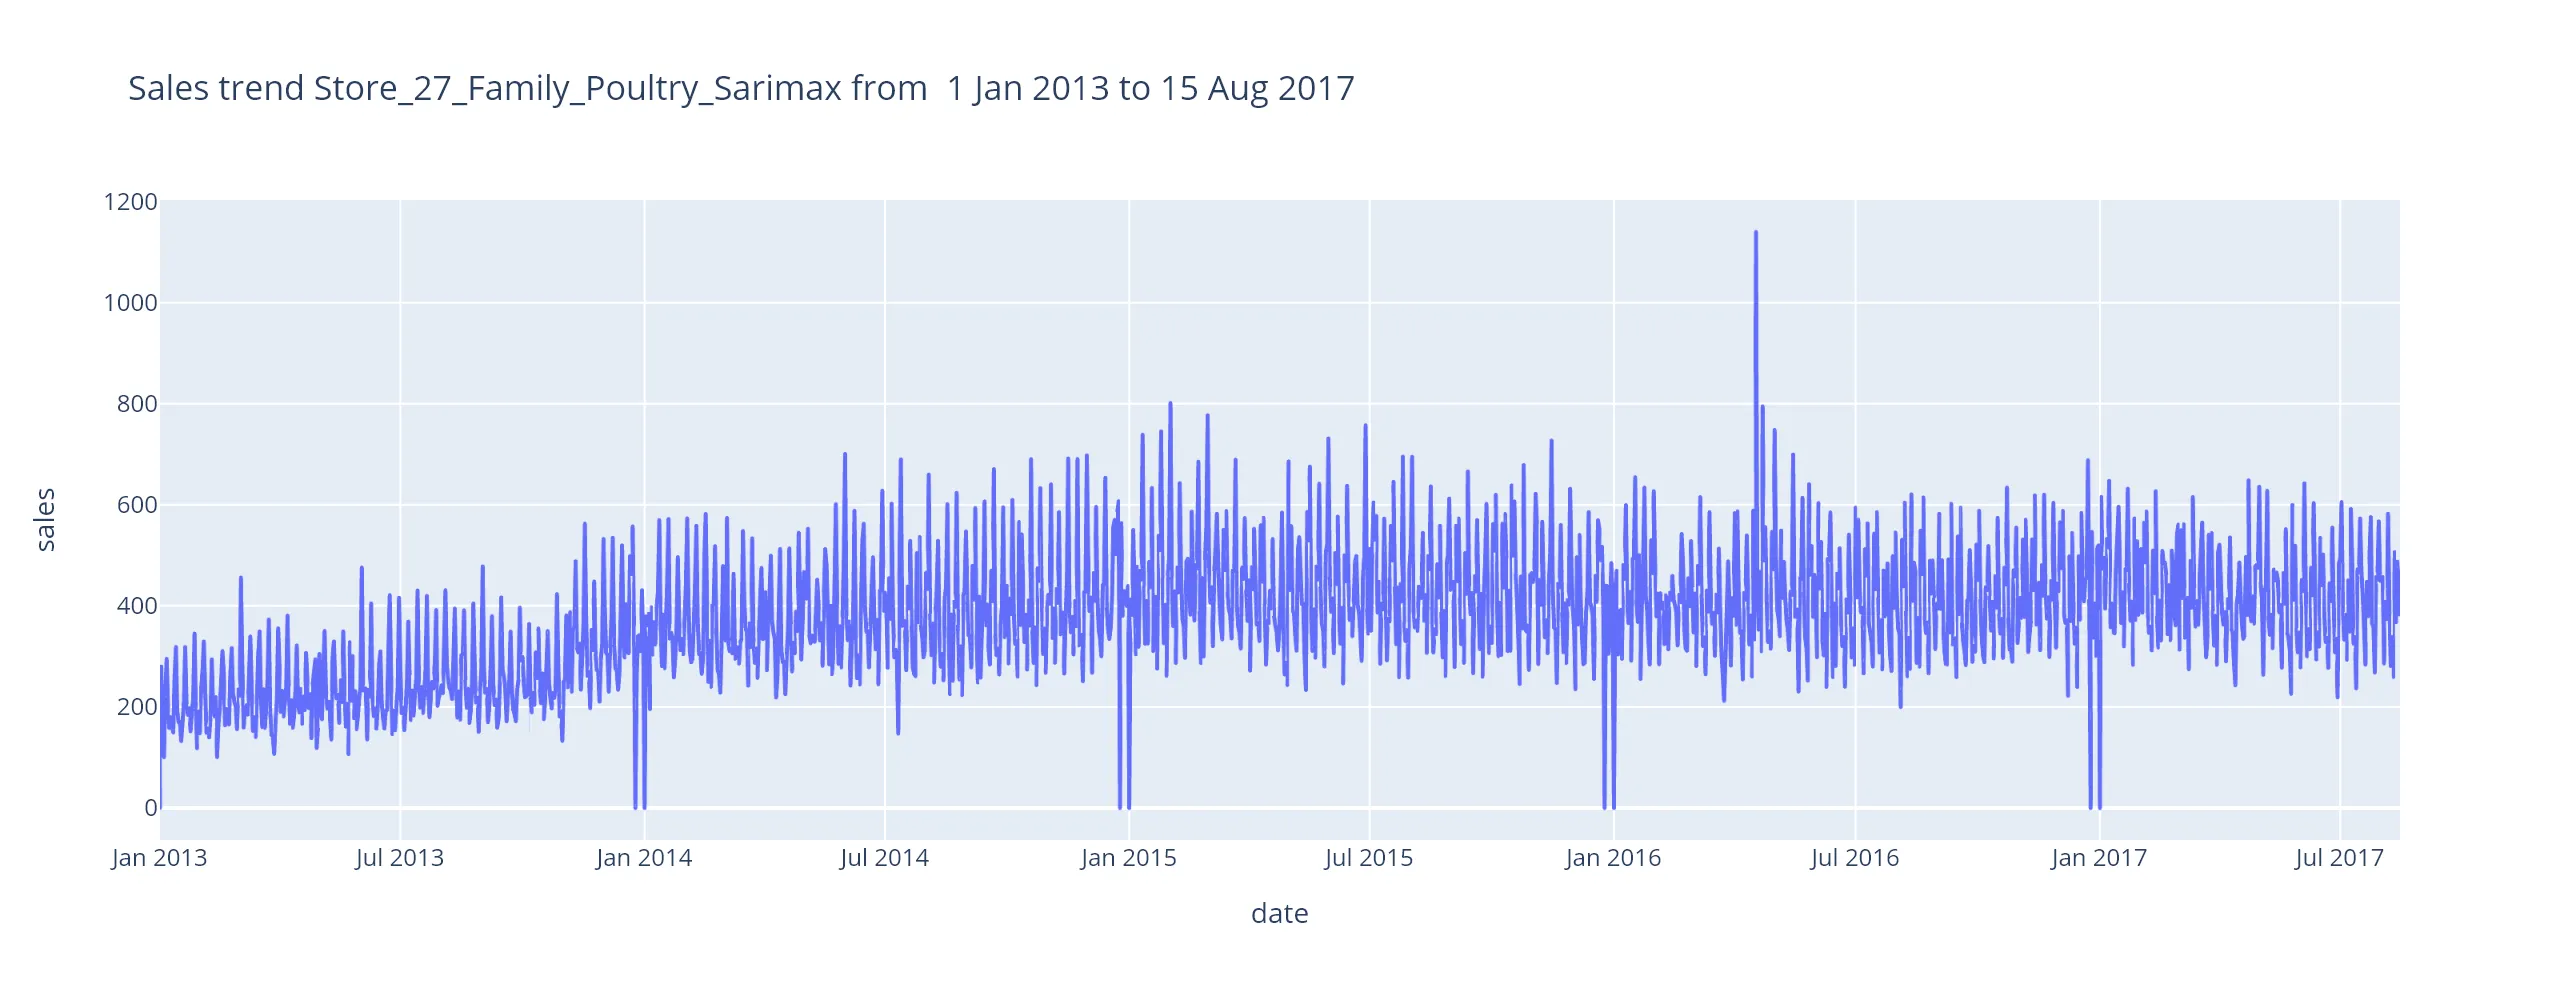 Sales trend Store_27_Family_Poultry_Sarimax from  1 Jan 2013 to 15 Aug 2017
1200
1000
800
600
400
200
0
sales
Jan 2013 Jul 2013 Jan 2014 Jul 2014 Jan 2015 Jul 2015 Jan 2016 Jul 2016 Jan 2017 Jul 2017
date